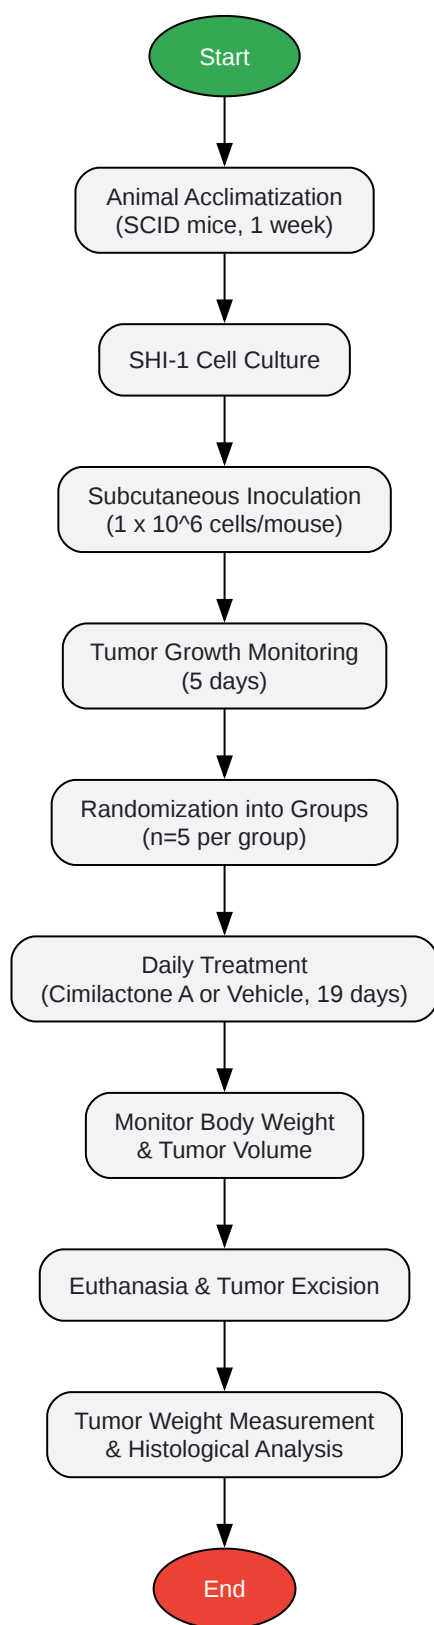 Start
Animal Acclimatization
(SCID mice, 1 week)
SHI-1 Cell Culture
Subcutaneous Inoculation
(1 x 10^6 cells/mouse)
Tumor Growth Monitoring
(5 days)
Randomization into Groups
(n=5 per group)
Daily Treatment
(Cimilactone A or Vehicle, 19 days)
Monitor Body Weight
& Tumor Volume
Euthanasia & Tumor Excision
Tumor Weight Measurement
& Histological Analysis
End